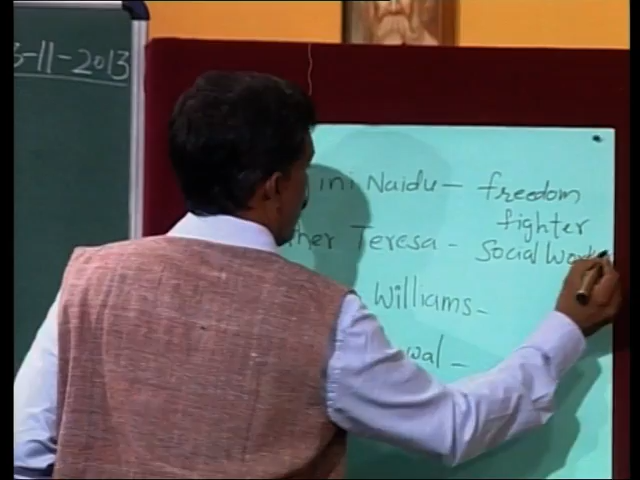 3-11-2013
ini Naidu - freedom
fighter
ther Teresa - Social Work
Williams -
wal -